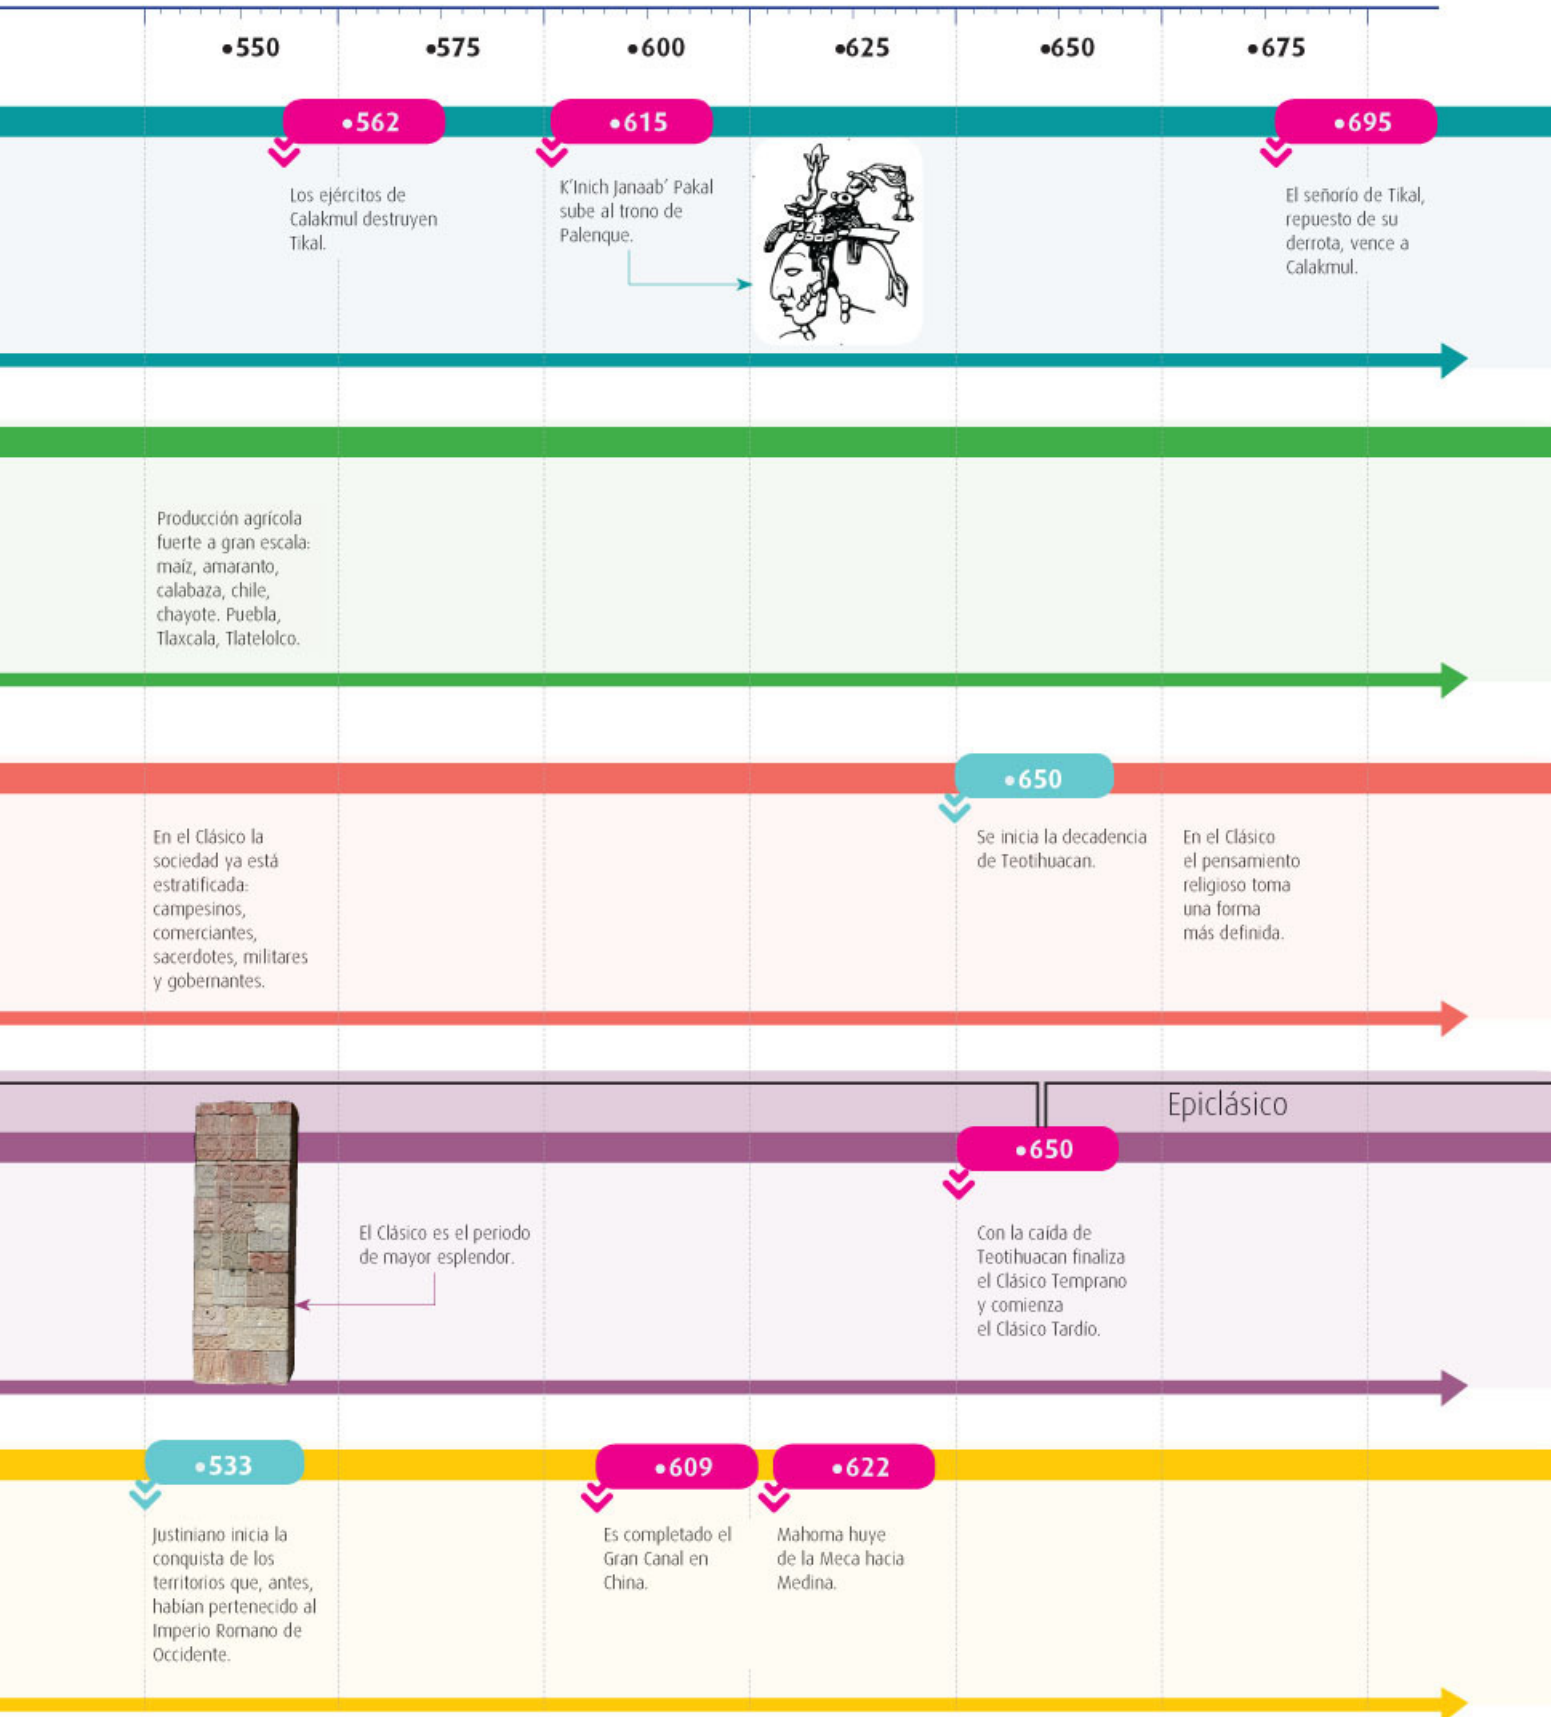 •550
•575
•600
•625
•650
•675
•562
Los ejércitos de
Calakmul destruyen
Tikal.
•615
K’Inich Janaab’ Pakal
sube al trono de
Palenque.
•695
El señorío de Tikal,
repuesto de su
derrota, vence a
Calakmul.
Producción agrícola
fuerte a gran escala:
maíz, amaranto,
calabaza, chile,
chayote. Puebla,
Tlaxcala, Tlatelolco.
En el Clásico la
sociedad ya está
estratificada:
campesinos,
comerciantes,
sacerdotes, militares
y gobernantes.
•650
Se inicia la decadencia
de Teotihuacan.
En el Clásico
el pensamiento
religioso toma
una forma
más definida.
Epiclásico
El Clásico es el periodo
de mayor esplendor.
•650
Con la caída de
Teotihuacan finaliza
el Clásico Temprano
y comienza
el Clásico Tardío.
•533
Justiniano inicia la
conquista de los
territorios que, antes,
habían pertenecido al
Imperio Romano de
Occidente.
•609
Es completado el
Gran Canal en
China.
•622
Mahoma huye
de la Meca hacia
Medina.